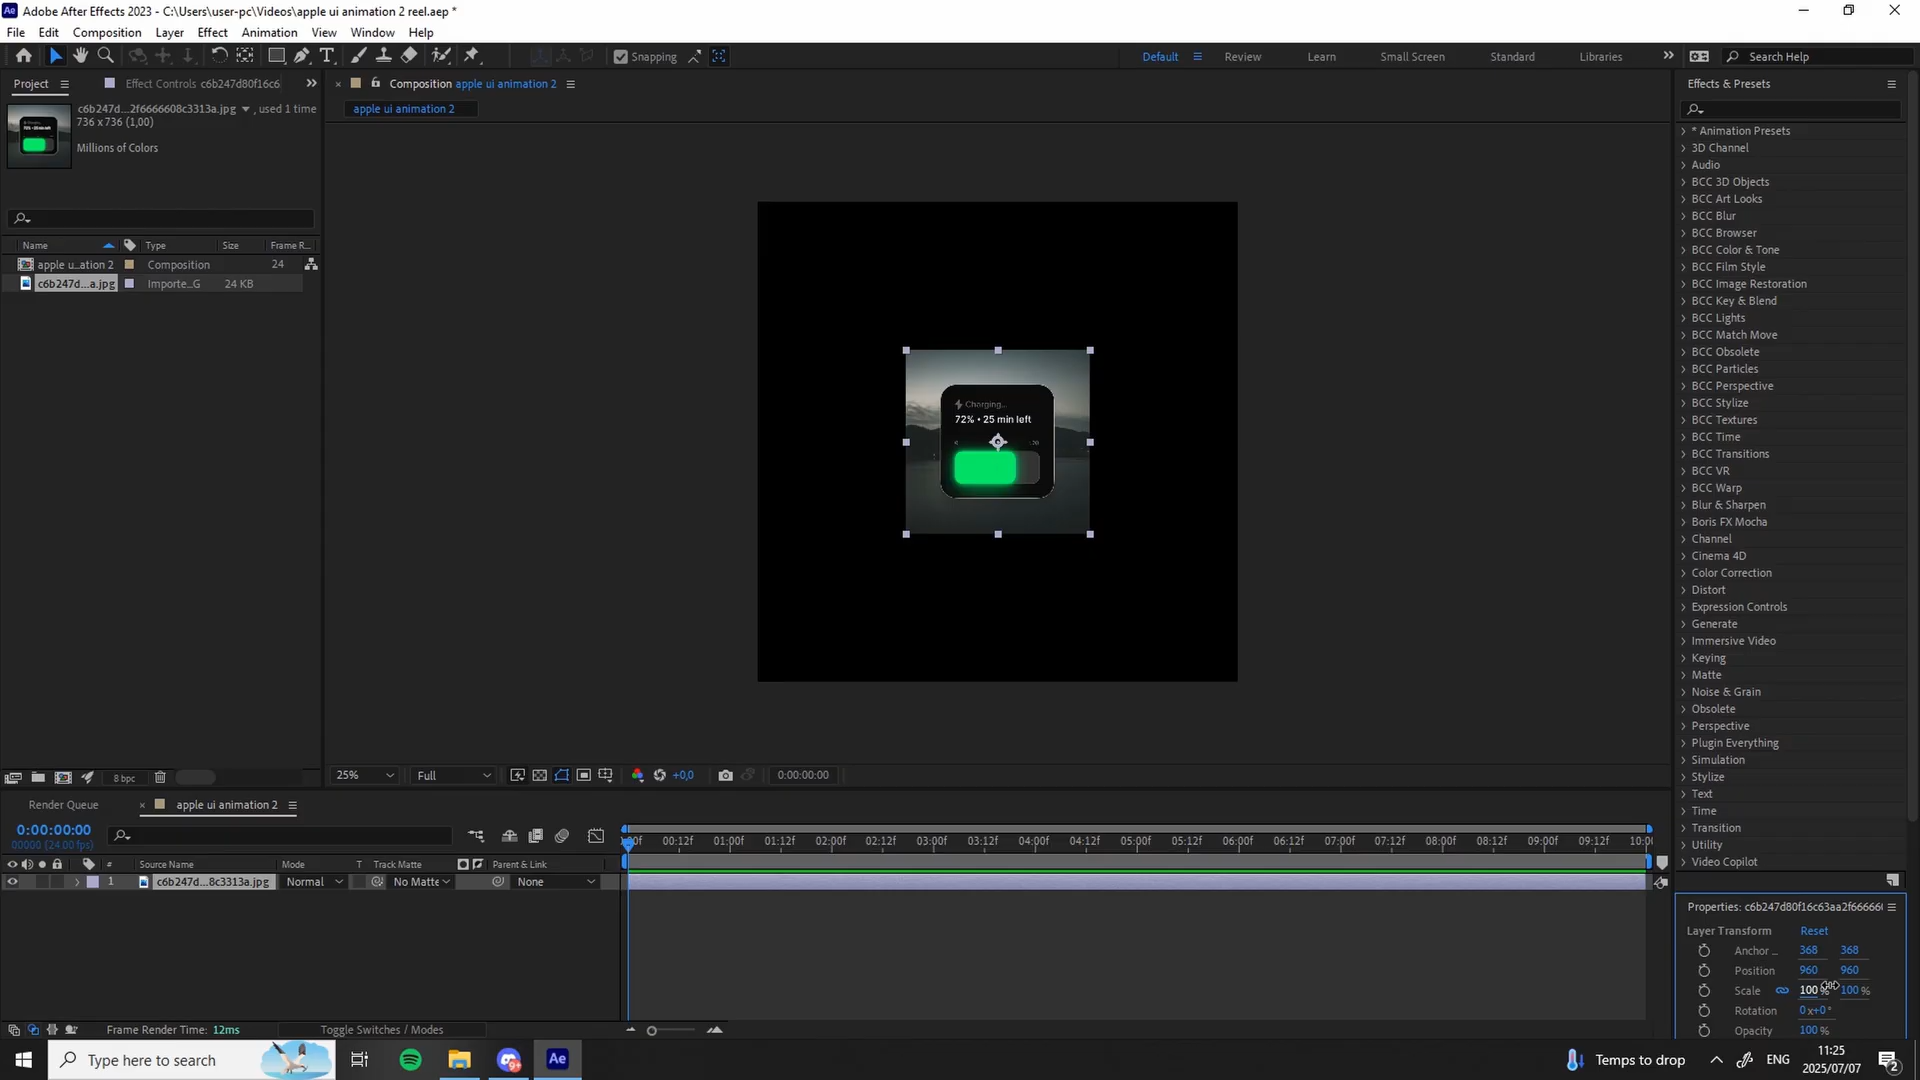 Ae Adobe After Effects 2023 - C:\Users\user-pc\Videos\apple ui animation 2 reel.aep *
File Edit Composition Layer Effect Animation View Window Help
Snapping
Default Review Learn Small Screen Standard Libraries Search Help
Project Effect Controls c6b247d80f16c6
c6b247d...2f6666608c3313a.jpg , used 1 time
736 x 736 (1,00)
Millions of Colors
Name Type Size Frame R...
apple u...ation 2 Composition 24
c6b247d...a.jpg Importe...G 24 KB
8 bpc
Composition apple ui animation 2
apple ui animation 2
Charging...
72% • 25 min left
25% Full +0,0 0:00:00:00
Effects & Presets
* Animation Presets
3D Channel
Audio
BCC 3D Objects
BCC Art Looks
BCC Blur
BCC Browser
BCC Color & Tone
BCC Film Style
BCC Image Restoration
BCC Key & Blend
BCC Lights
BCC Match Move
BCC Obsolete
BCC Particles
BCC Perspective
BCC Stylize
BCC Textures
BCC Time
BCC Transitions
BCC VR
BCC Warp
Blur & Sharpen
Boris FX Mocha
Channel
Cinema 4D
Color Correction
Distort
Expression Controls
Generate
Immersive Video
Keying
Matte
Noise & Grain
Obsolete
Perspective
Plugin Everything
Simulation
Stylize
Text
Time
Transition
Utility
Video Copilot
Properties: c6b247d80f16c63aa2f66666
Layer Transform Reset
Anchor ... 368 368
Position 960 960
Scale 100 % 100 %
Rotation 0 x+0 °
Opacity 100 %
Render Queue apple ui animation 2
0:00:00:00
00000 (24.00 fps)
00:12f 01:00f 01:12f 02:00f 02:12f 03:00f 03:12f 04:00f 04:12f 05:00f 05:12f 06:00f 06:12f 07:00f 07:12f 08:00f 08:12f 09:00f 09:12f 10:0
# Source Name Mode T Track Matte Parent & Link
1 c6b247d...8c3313a.jpg Normal No Matte None
Frame Render Time: 12ms Toggle Switches / Modes
Type here to search
Ae
Temps to drop
ENG
11:25
2025/07/07
2